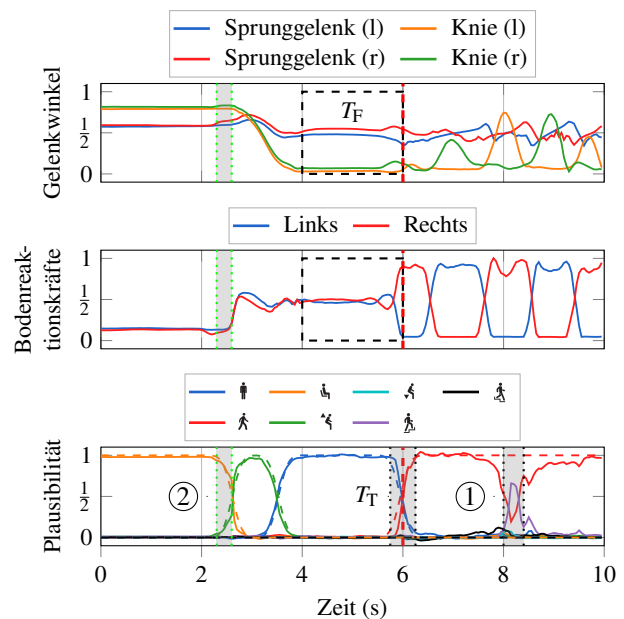 Sprunggelenk (l) Knie (l)
Sprunggelenk (r) Knie (r)
Gelenkwinkel
1
1/2
0
T_F
Links Rechts
Bodenreak-
tionskräfte
1
1/2
0
Plausibilität
1
1/2
0
2
T_T
1
0 2 4 6 8 10
Zeit (s)